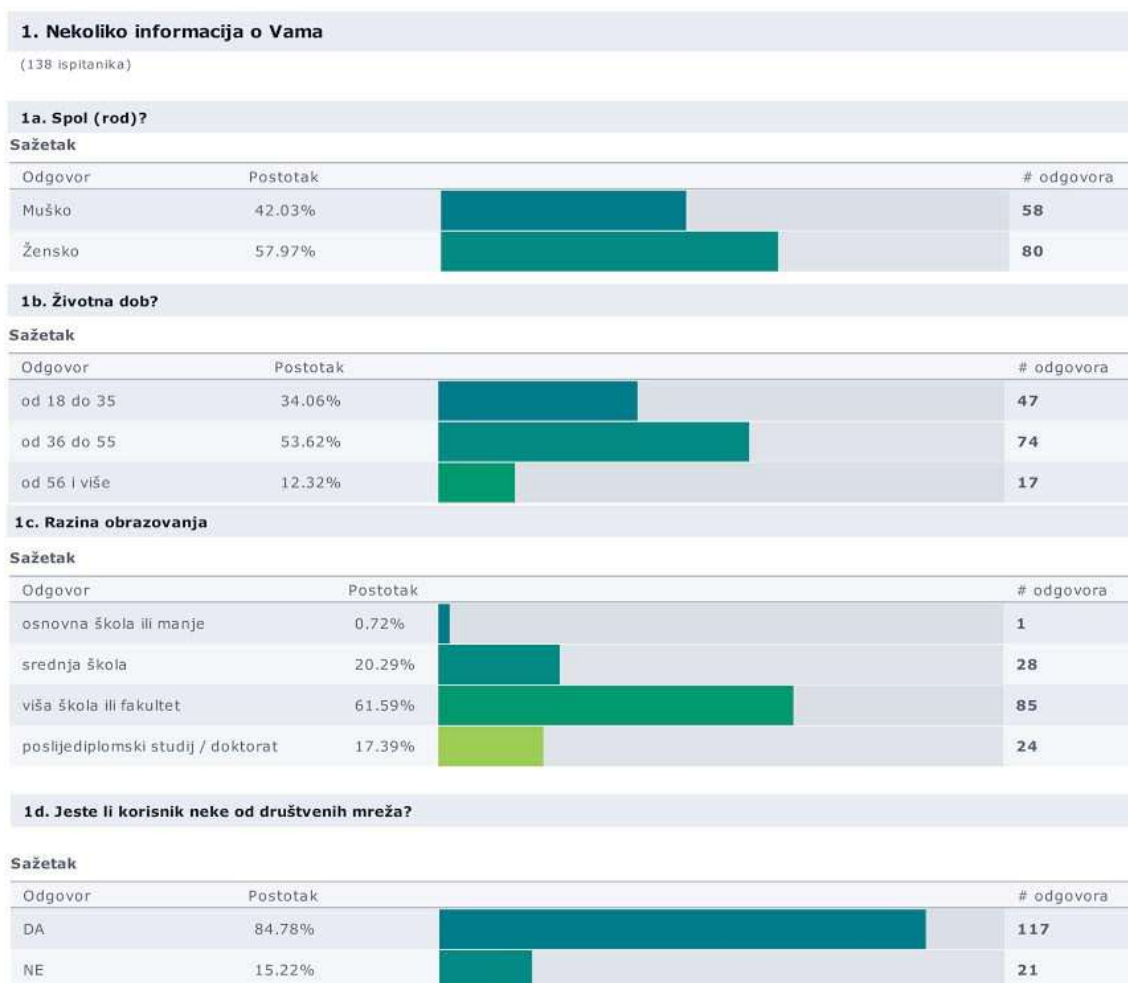 1. Nekoliko informacija o Vama
(138 ispitanika)
1a. Spol (rod)?
Sažetak
Odgovor Postotak # odgovora
Muško 42.03% 58
Žensko 57.97% 80
1b. Životna dob?
Sažetak
Odgovor Postotak # odgovora
od 18 do 35 34.06% 47
od 36 do 55 53.62% 74
od 56 i više 12.32% 17
1c. Razina obrazovanja
Sažetak
Odgovor Postotak # odgovora
osnovna škola ili manje 0.72% 1
srednja škola 20.29% 28
viša škola ili fakultet 61.59% 85
poslijediplomski studij / doktorat 17.39% 24
1d. Jeste li korisnik neke od društvenih mreža?
Sažetak
Odgovor Postotak # odgovora
DA 84.78% 117
NE 15.22% 21